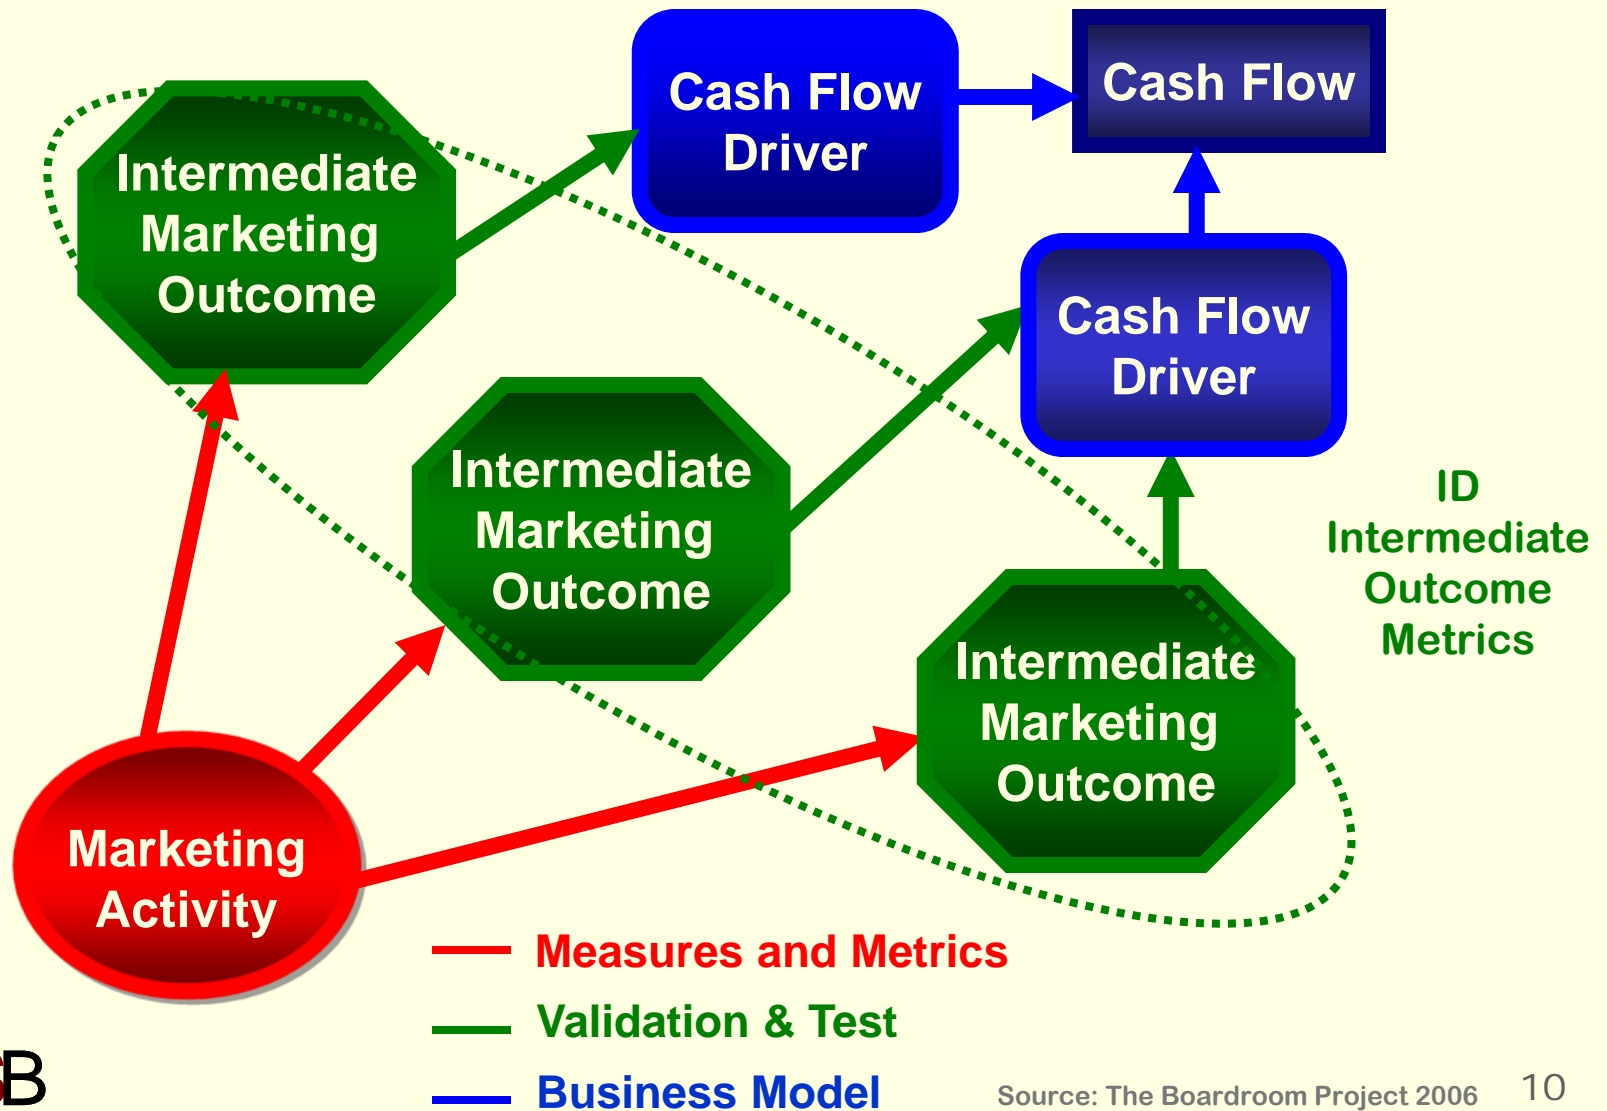 Cash Flow
Driver
Cash Flow
Intermediate
Marketing
Outcome
Cash Flow
Driver
Intermediate
Marketing
Outcome
ID
Intermediate
Outcome
Metrics
Intermediate
Marketing
Outcome
Marketing
Activity
Measures and Metrics
Validation & Test
Business Model
B
Source: The Boardroom Project 2006
10